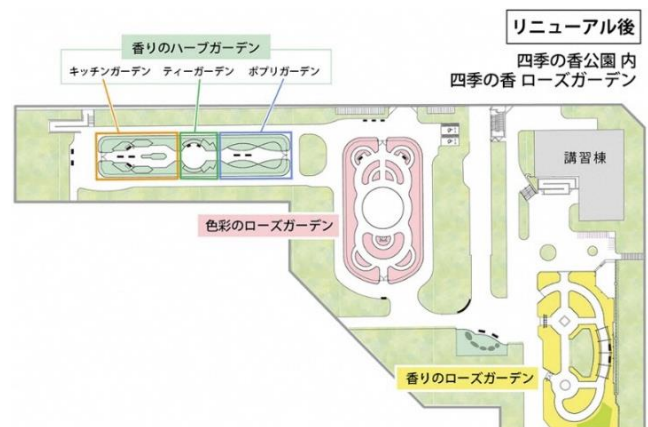 リニューアル後
四季の香公園 内
四季の香 ローズガーデン
香りのハーブガーデン
キッチンガーデン ティーガーデン ポプリガーデン
講習棟
色彩のローズガーデン
香りのローズガーデン